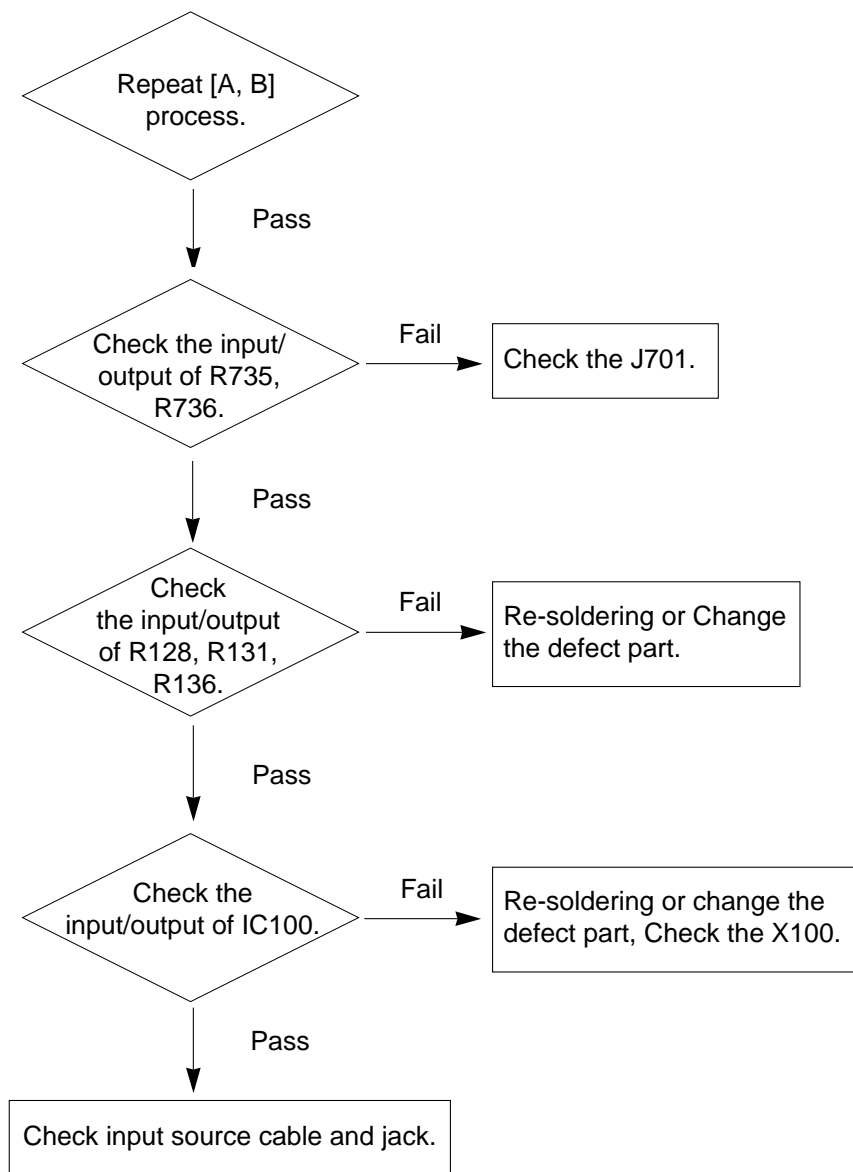 Repeat [A, B]
process.
Pass
Check the input/
output of R735,
R736.
Fail
Check the J701.
Pass
Check
the input/output
of R128, R131,
R136.
Fail
Re-soldering or Change
the defect part.
Pass
Check the
input/output of IC100.
Fail
Re-soldering or change the
defect part, Check the X100.
Pass
Check input source cable and jack.